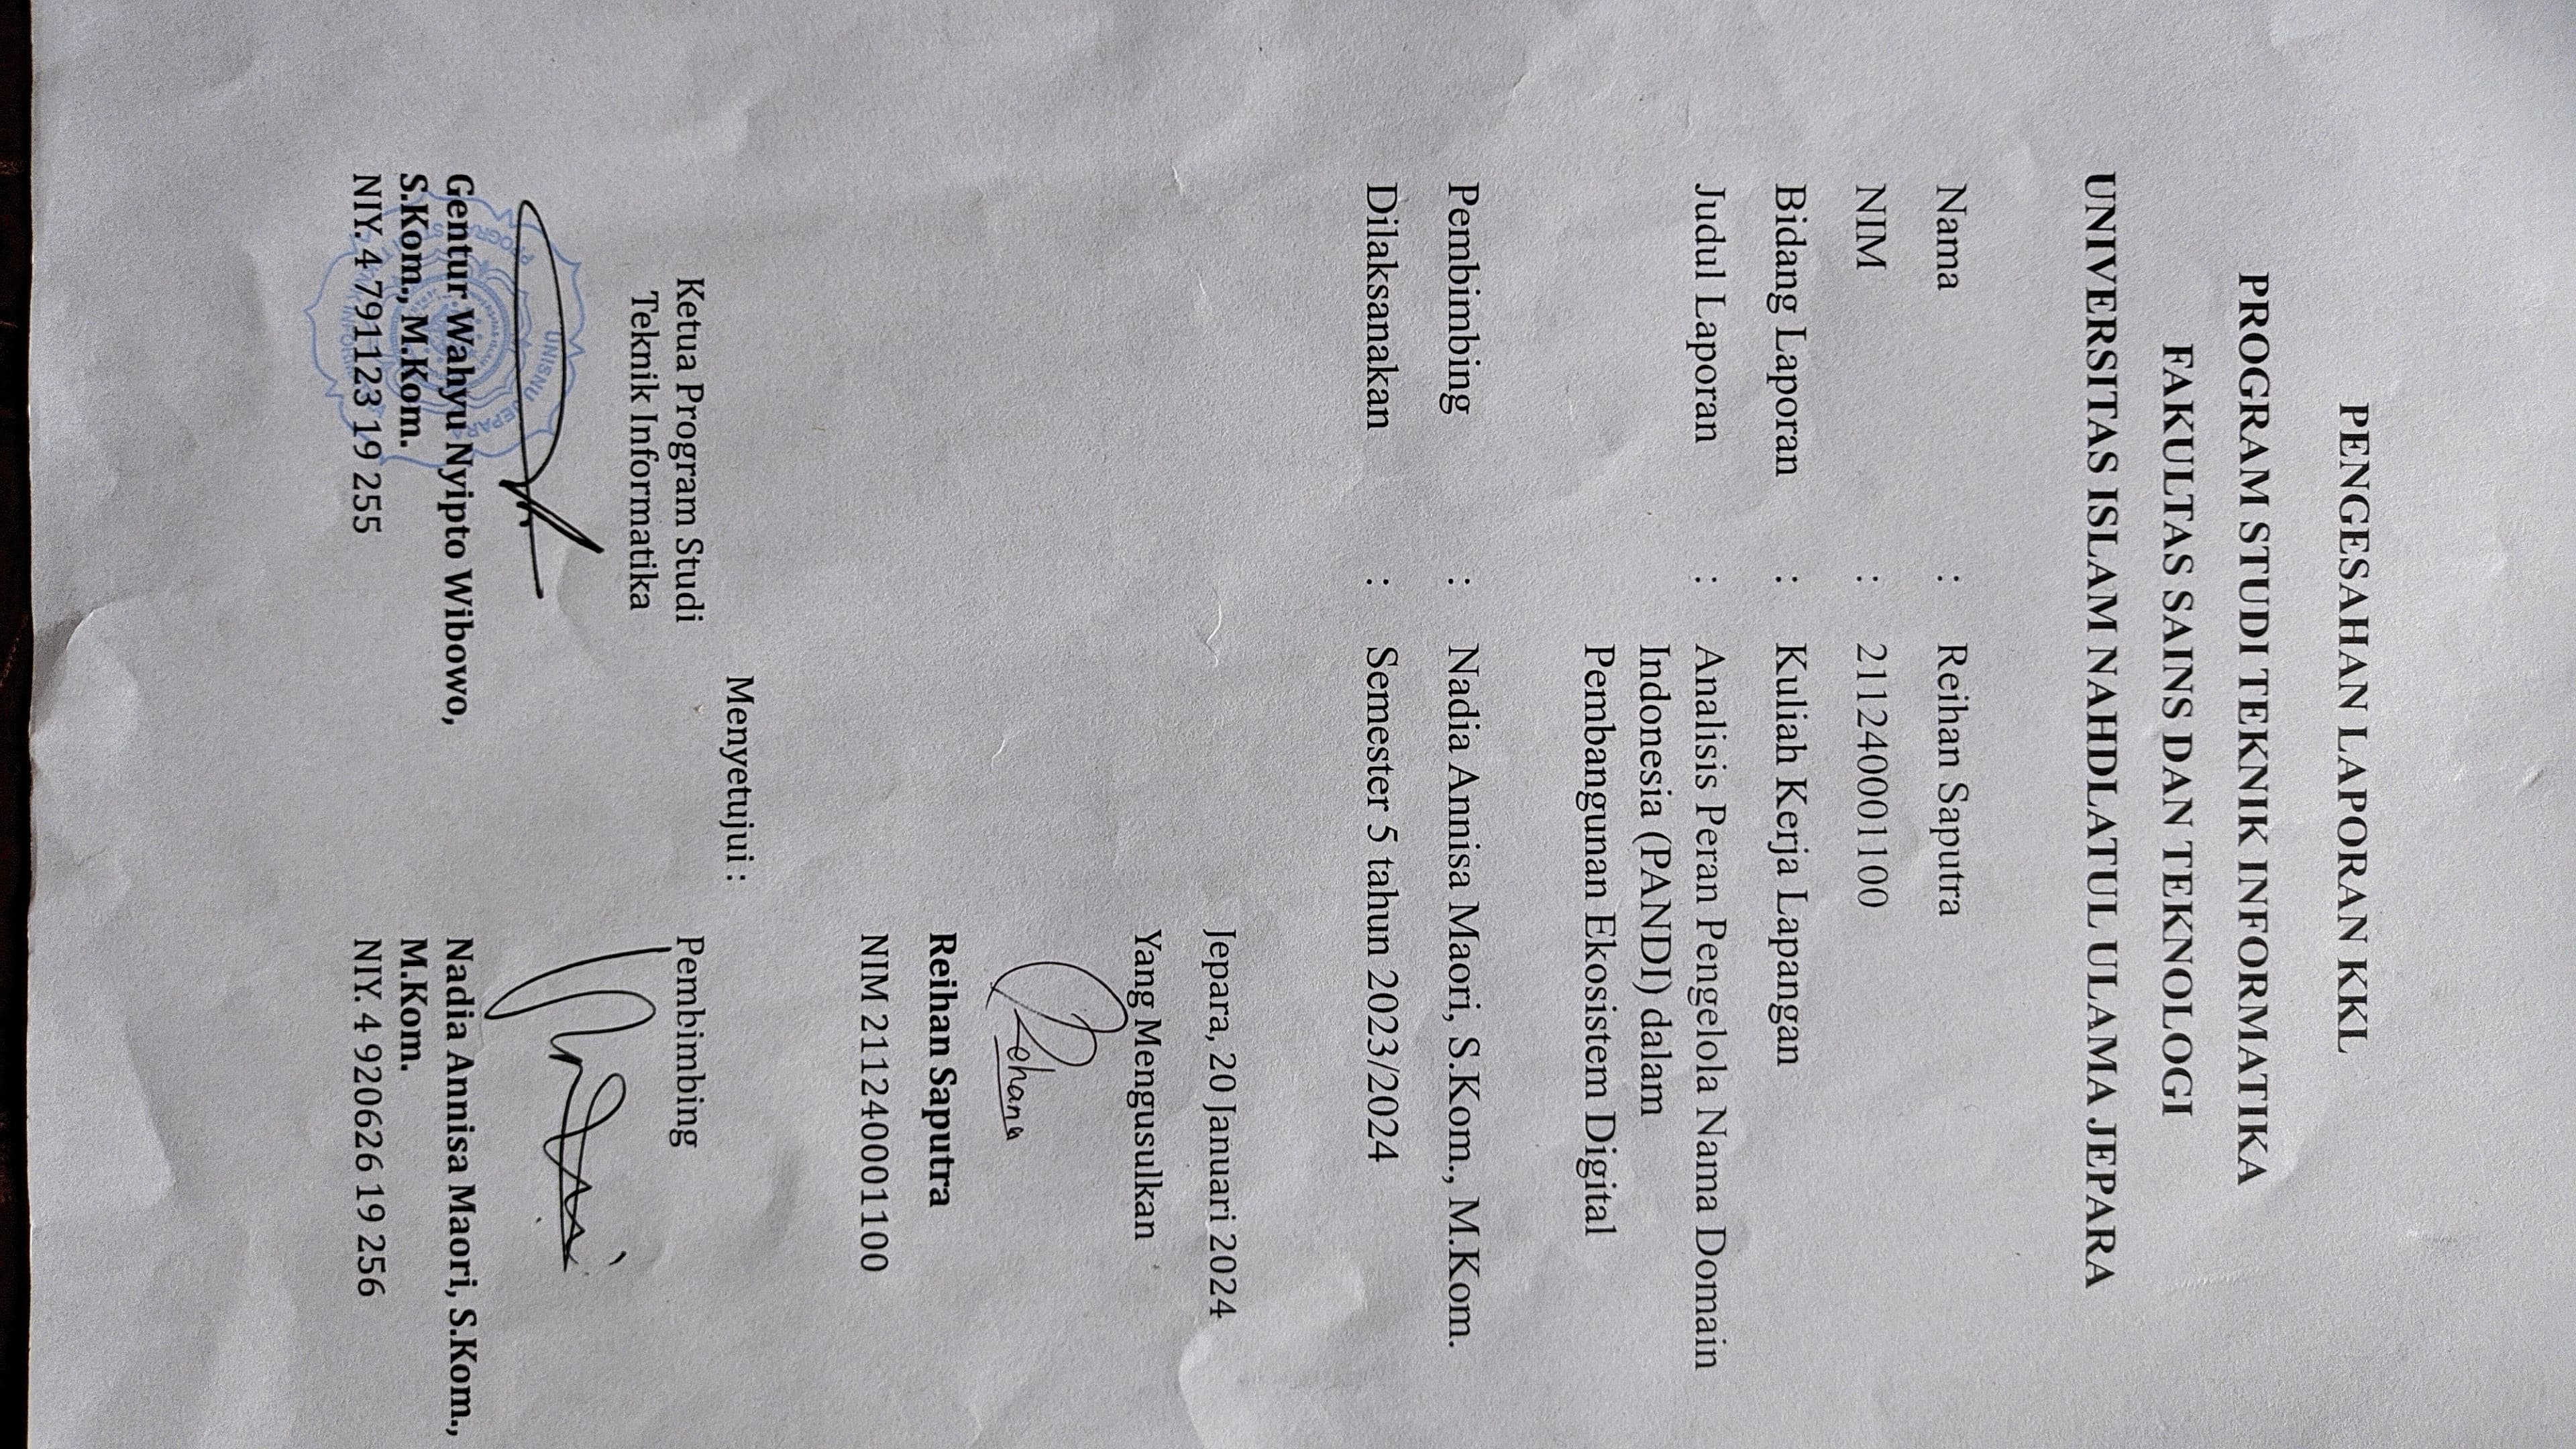 PENGESAHAN LAPORAN KKL
PROGRAM STUDI TEKNIK INFORMATIKA
FAKULTAS SAINS DAN TEKNOLOGI
UNIVERSITAS ISLAM NAHDLATUL ULAMA JEPARA
Nama : Reihan Saputra
NIM : 211240001100
Bidang Laporan : Kuliah Kerja Lapangan
Judul Laporan : Analisis Peran Pengelola Nama Domain
Indonesia (PANDI) dalam
Pembangunan Ekosistem Digital
Pembimbing : Nadia Annisa Maori, S.Kom., M.Kom.
Dilaksanakan : Semester 5 tahun 2023/2024
Jepara, 20 Januari 2024
Yang Mengusulkan
Reihan Saputra
NIM 211240001100
Menyetujui :
Ketua Program Studi
Teknik Informatika
UNISNU JEPARA
Gentur Wahyu Nyipto Wibowo,
S.Kom., M.Kom.
NIY. 4 791123 19 255
Pembimbing
Nadia Annisa Maori, S.Kom.,
M.Kom.
NIY. 4 920626 19 256